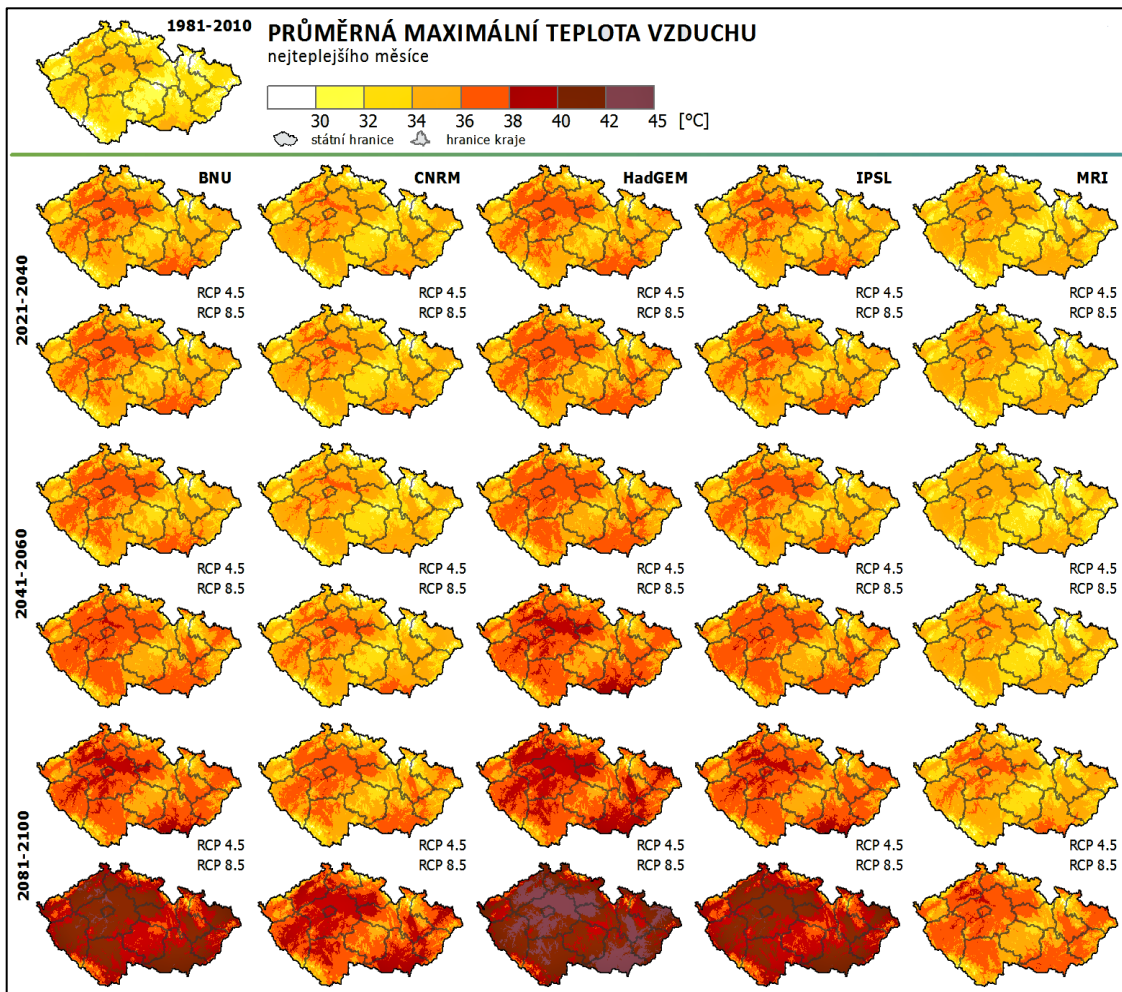 1981-2010
PRŮMĚRNÁ MAXIMÁLNÍ TEPLOTA VZDUCHU
nejteplejšího měsíce
30 32 34 36 38 40 42 45 [°C]
státní hranice hranice kraje
BNU CNRM HadGEM IPSL MRI
2021-2040
RCP 4.5 RCP 4.5 RCP 4.5 RCP 4.5 RCP 4.5
RCP 8.5 RCP 8.5 RCP 8.5 RCP 8.5 RCP 8.5
2041-2060
RCP 4.5 RCP 4.5 RCP 4.5 RCP 4.5 RCP 4.5
RCP 8.5 RCP 8.5 RCP 8.5 RCP 8.5 RCP 8.5
2081-2100
RCP 4.5 RCP 4.5 RCP 4.5 RCP 4.5 RCP 4.5
RCP 8.5 RCP 8.5 RCP 8.5 RCP 8.5 RCP 8.5